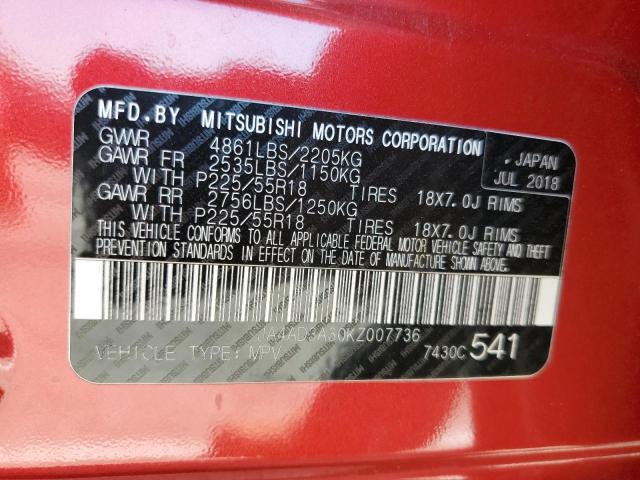 MFD.BY MITSUBISHI MOTORS CORPORATION
GVWR 4861LBS/2205KG
GAWR FR 2535LBS/1150KG
WITH P225/55R18 TIRES 18X7.0J RIMS
GAWR RR 2756LBS/1250KG
WITH P225/55R18 TIRES 18X7.0J RIMS
JAPAN
JUL 2018
THIS VEHICLE CONFORMS TO ALL APPLICABLE FEDERAL MOTOR VEHICLE SAFETY AND THEFT
PREVENTION STANDARDS IN EFFECT ON THE DATE OF MANUFACTURE SHOWN ABOVE.
JA4AD3A30KZ007736
VEHICLE TYPE: MPV 7430C 541